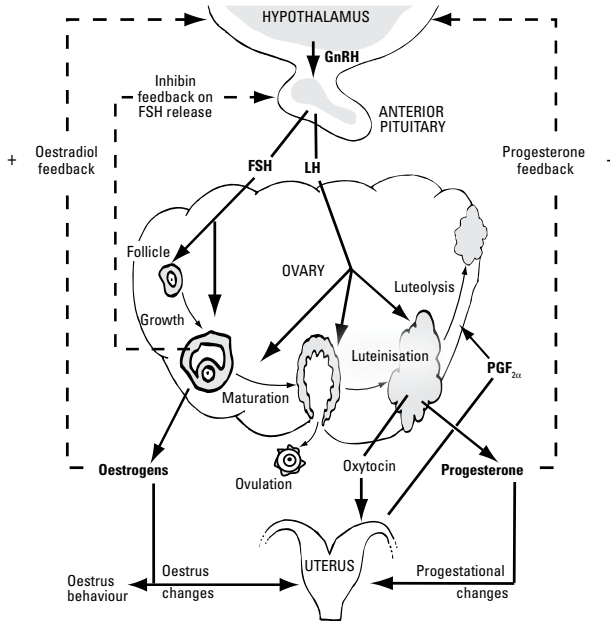 HYPOTHALAMUS
GnRH
Inhibin
feedback on
FSH release
ANTERIOR
PITUITARY
+
Oestradiol
feedback
Progesterone
feedback
-
FSH
LH
Follicle
OVARY
Luteolysis
Growth
Luteinisation
PGF2α
Maturation
Oestrogens
Ovulation
Oxytocin
Progesterone
UTERUS
Oestrus
behaviour
Oestrus
changes
Progestational
changes